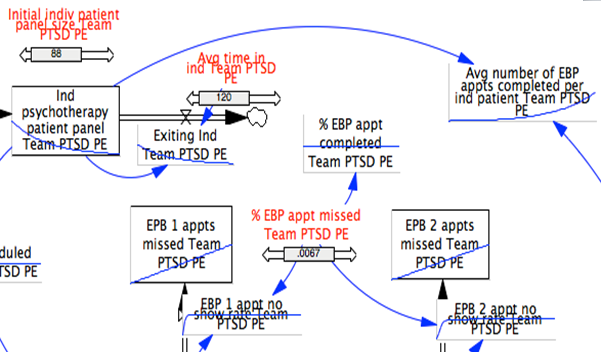 Initial indiv patient
panel size Team
PTSD PE
88
Avg time in
ind Team PTSD
PE
120
Avg number of EBP
appts completed per
ind patient Team PTSD
PE
Ind
psychotherapy
patient panel
Team PTSD PE
Exiting Ind
Team PTSD PE
% EBP appt
completed
Team PTSD PE
EPB 1 appts
missed Team
PTSD PE
% EBP appt missed
Team PTSD PE
.0067
EPB 2 appts
missed Team
PTSD PE
duled
TSD PE
EPB 1 appt no
show rate Team
PTSD PE
EPB 2 appt no
show rate Team
PTSD PE